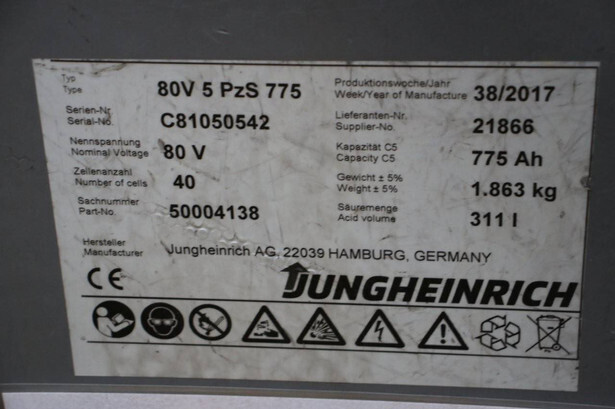 Typ
Type
80V 5 PzS 775
Produktionswoche/Jahr
Week/Year of Manufacture
38/2017
Serien-Nr
Serial-No.
C81050542
Lieferanten-Nr.
Supplier-No.
21866
Nennspannung
Nominal Voltage
80 V
Kapazität C5
Capacity C5
775 Ah
Zellenanzahl
Number of cells
40
Gewicht ± 5%
Weight ± 5%
1.863 kg
Sachnummer
Part-No.
50004138
Säuremenge
Acid volume
311 l
Hersteller
Manufacturer
Jungheinrich AG, 22039 HAMBURG, GERMANY
CE
JUNGHEINRICH